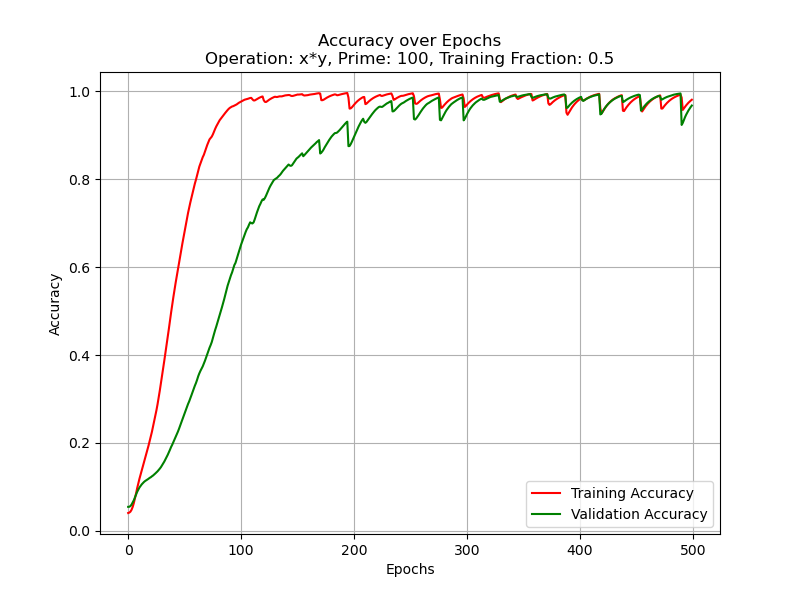 Accuracy over Epochs
Operation: x*y, Prime: 100, Training Fraction: 0.5
1.0
0.8
0.6
0.4
0.2
0.0
Accuracy
0
100
200
300
400
500
Epochs
Training Accuracy
Validation Accuracy